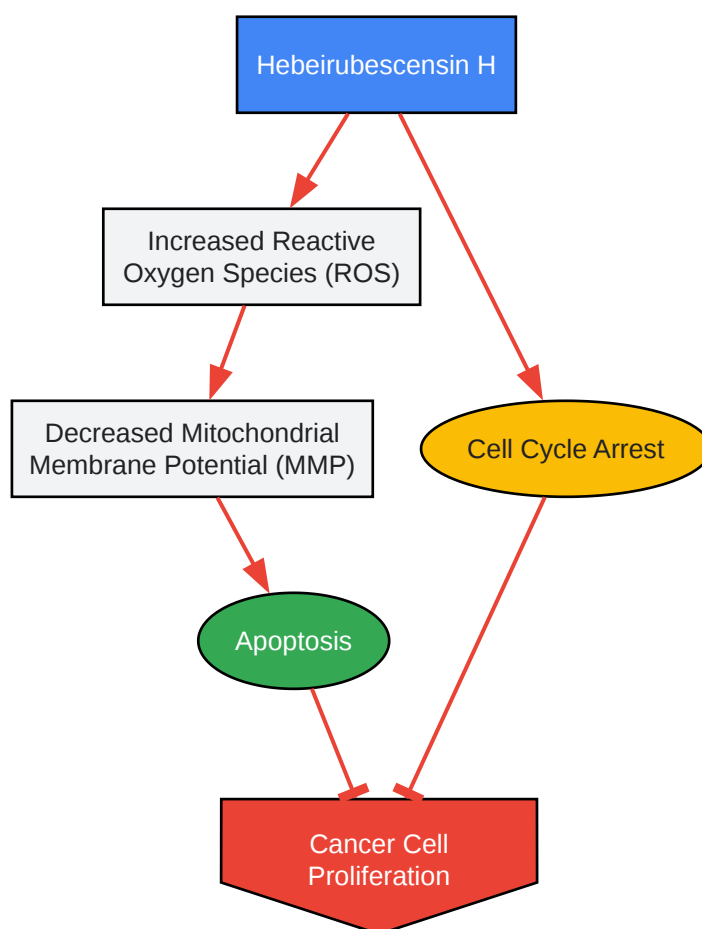 Hebeirubescensin H
Increased Reactive
Oxygen Species (ROS)
Decreased Mitochondrial
Membrane Potential (MMP)
Cell Cycle Arrest
Apoptosis
Cancer Cell
Proliferation